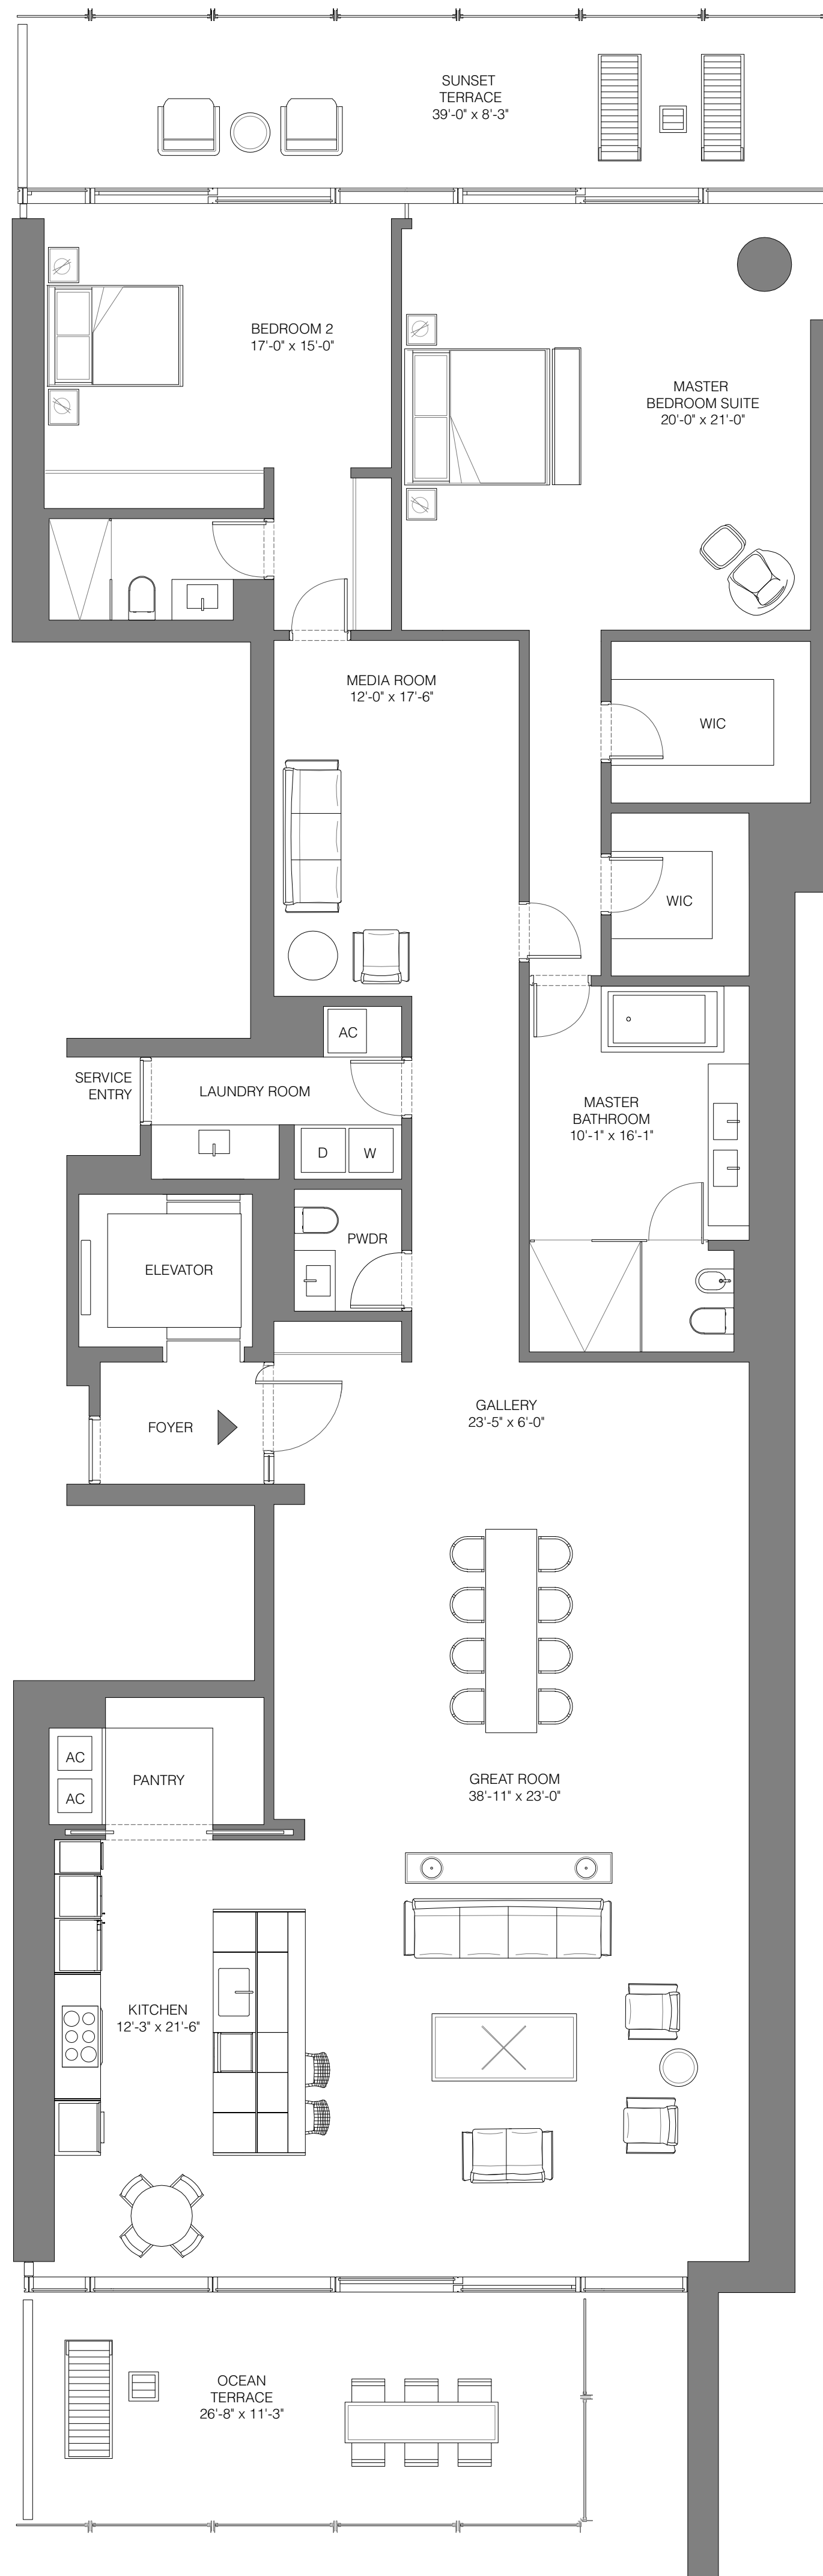 SUNSET
TERRACE
39'-0" x 8'-3"
BEDROOM 2
17'-0" x 15'-0"
MASTER
BEDROOM SUITE
20'-0" x 21'-0"
MEDIA ROOM
12'-0" x 17'-6"
WIC
WIC
AC
SERVICE
ENTRY
LAUNDRY ROOM
MASTER
BATHROOM
10'-1" x 16'-1"
D
W
PWDR
ELEVATOR
GALLERY
23'-5" x 6'-0"
FOYER
AC
AC
PANTRY
GREAT ROOM
38'-11" x 23'-0"
KITCHEN
12'-3" x 21'-6"
OCEAN
TERRACE
26'-8" x 11'-3"